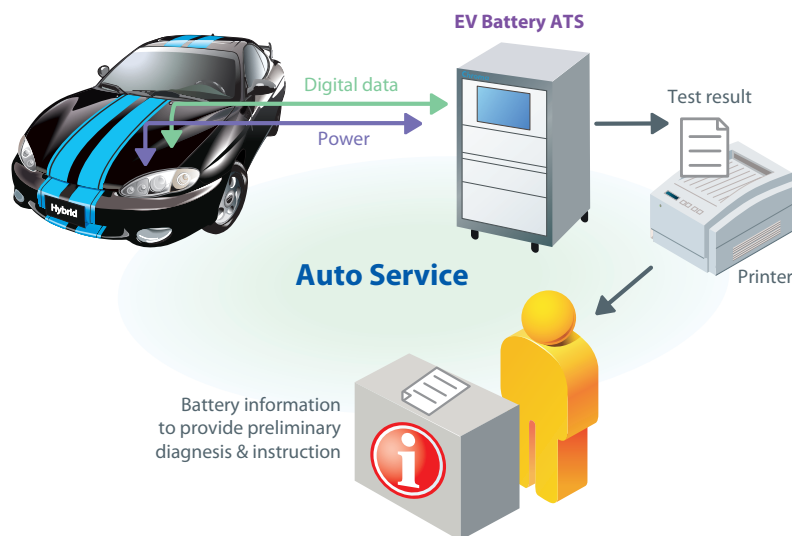 EV Battery ATS
Digital data
Power
Test result
Hybrid
Auto Service
Printer
Battery information
to provide preliminary
diagnosis & instruction
i